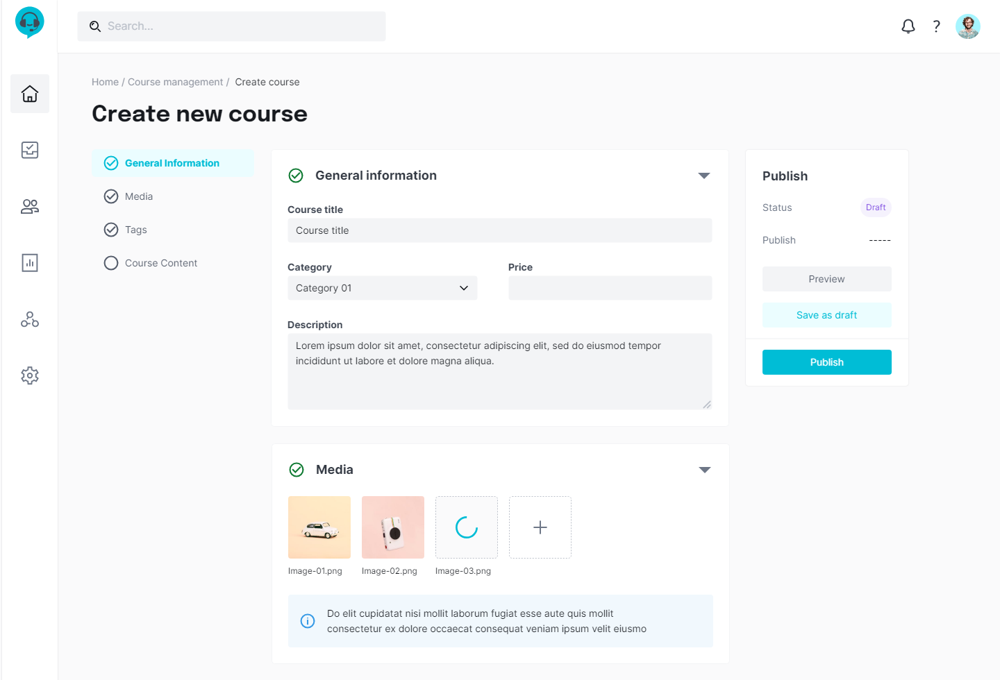 Search...
?
Home / Course management / Create course
Create new course
General Information
Media
Tags
Course Content
General information
Course title
Course title
Category
Price
Category 01
Description
Lorem ipsum dolor sit amet, consectetur adipiscing elit, sed do eiusmod tempor
incididunt ut labore et dolore magna aliqua.
Publish
Status
Draft
Publish
-----
Preview
Save as draft
Publish
Media
Image-01.png
Image-02.png
Image-03.png
Do elit cupidatat nisi mollit laborum fugiat esse aute quis mollit
consectetur ex dolore occaecat consequat veniam ipsum velit eiusmo